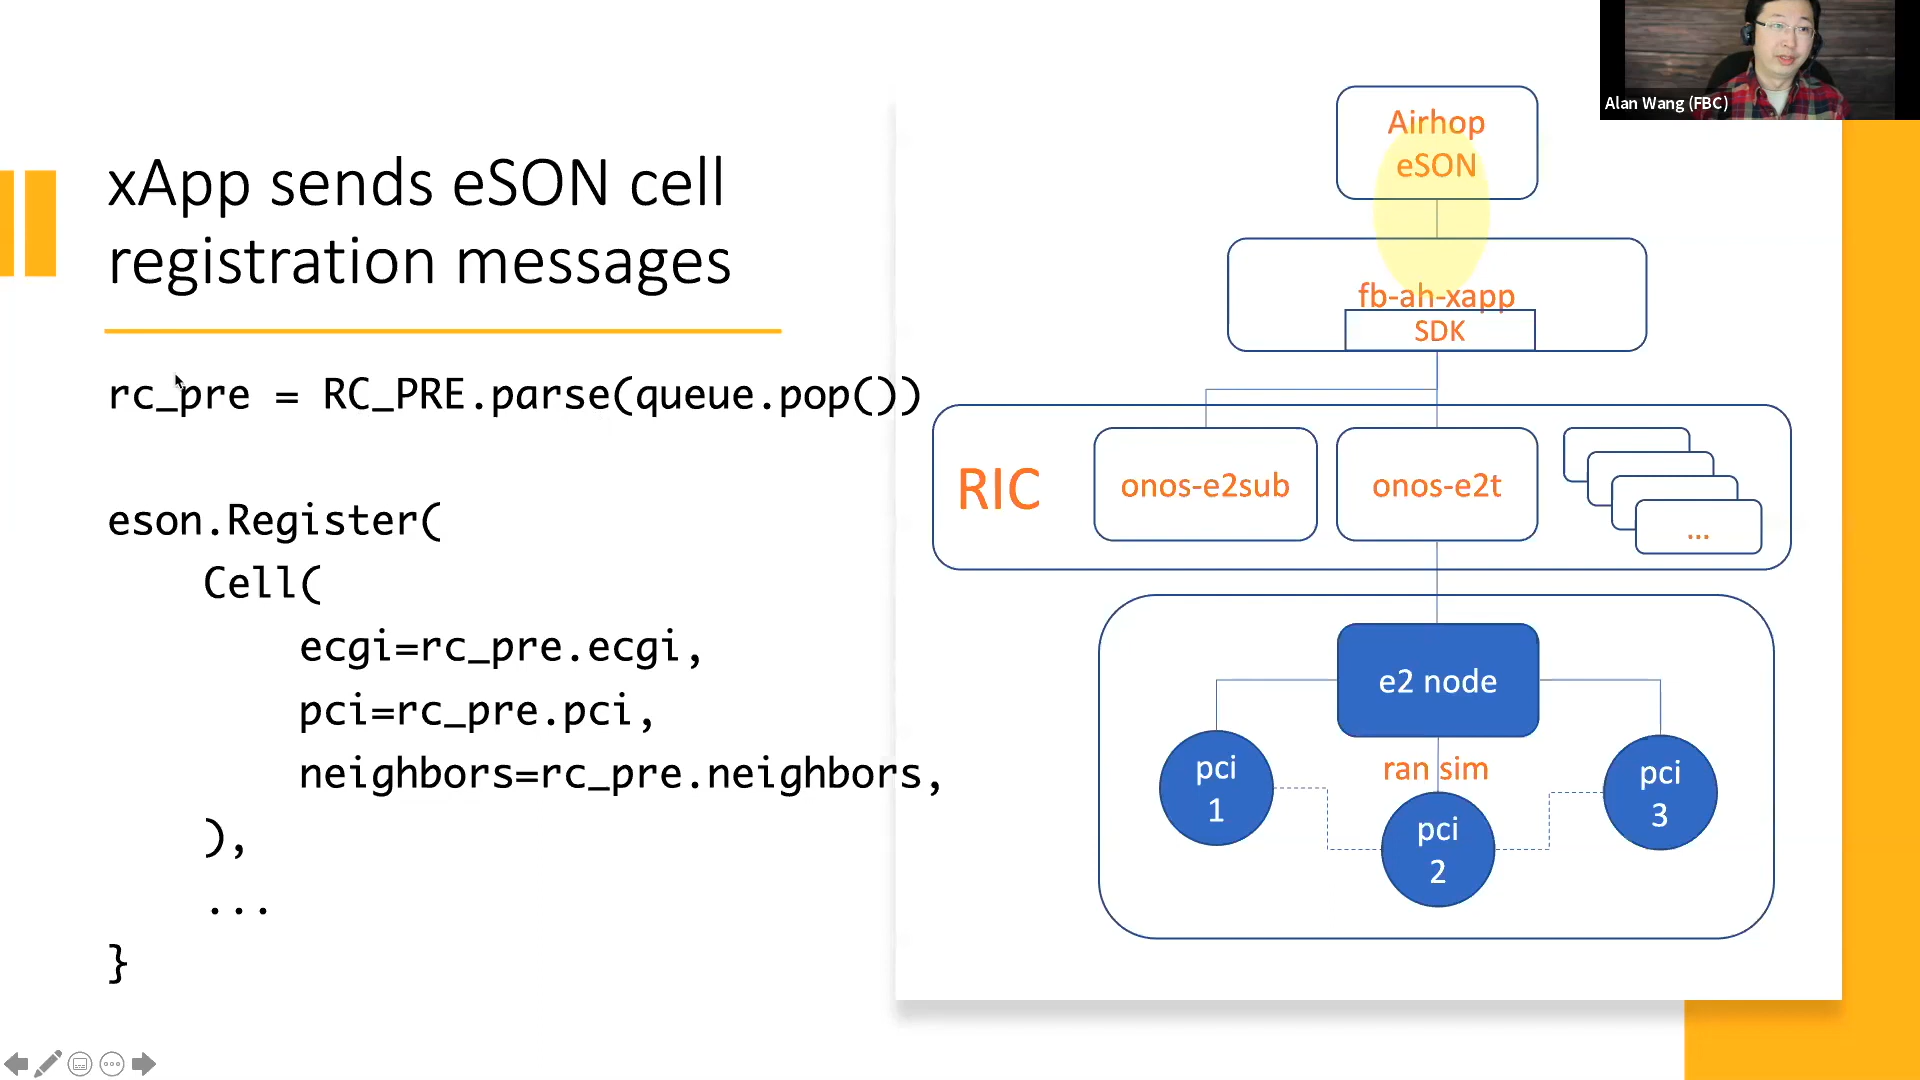 xApp sends eSON cell
registration messages
rc_pre = RC_PRE.parse(queue.pop())
eson.Register(
Cell(
ecgi=rc_pre.ecgi,
pci=rc_pre.pci,
neighbors=rc_pre.neighbors,
),
...
}
Airhop
eSON
fb-ah-xapp
SDK
RIC
onos-e2sub
onos-e2t
...
e2 node
ran sim
pci
1
pci
2
pci
3
Alan Wang (FBC)